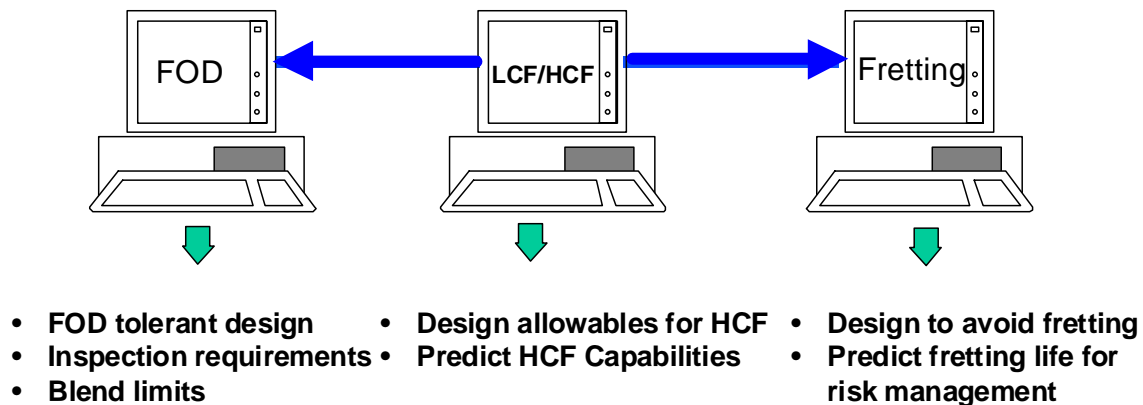 FOD
LCF/HCF
Fretting
• FOD tolerant design
• Inspection requirements
• Blend limits
• Design allowables for HCF
• Predict HCF Capabilities
• Design to avoid fretting
• Predict fretting life for
risk management